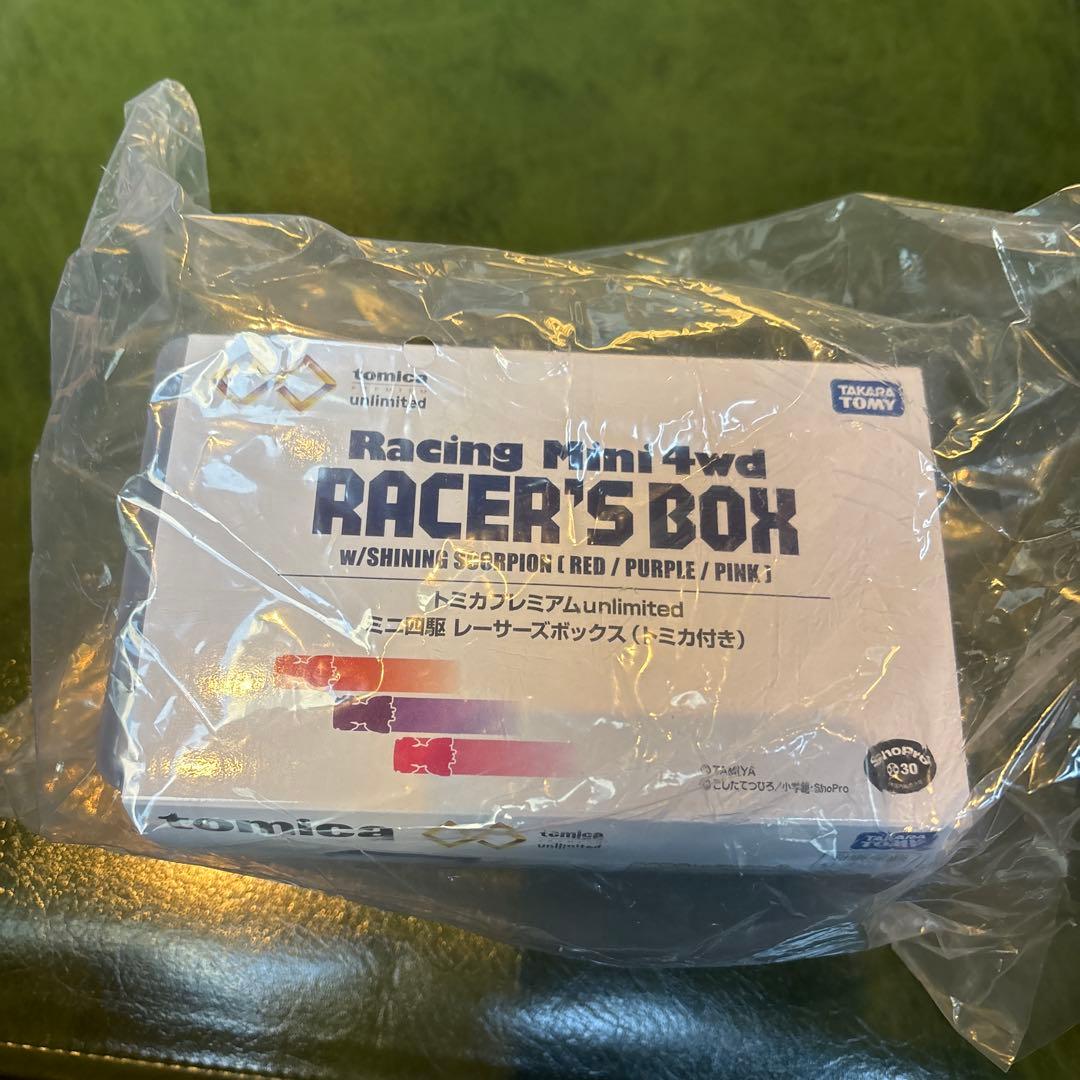 tomica
unlimited
TAKARA
TOMY
Racing Mini 4wd
RACER'S BOX
w/SHINING SCORPION [ RED / PURPLE / PINK ]
トミカプレミアムunlimited
ミニ四駆 レーサーズボックス(トミカ付き)
©TAMIYA
©こしたてつひろ/小学館・ShoPro
ShoPro
30
tomica
tomica
unlimited
TAKARA
TOMY